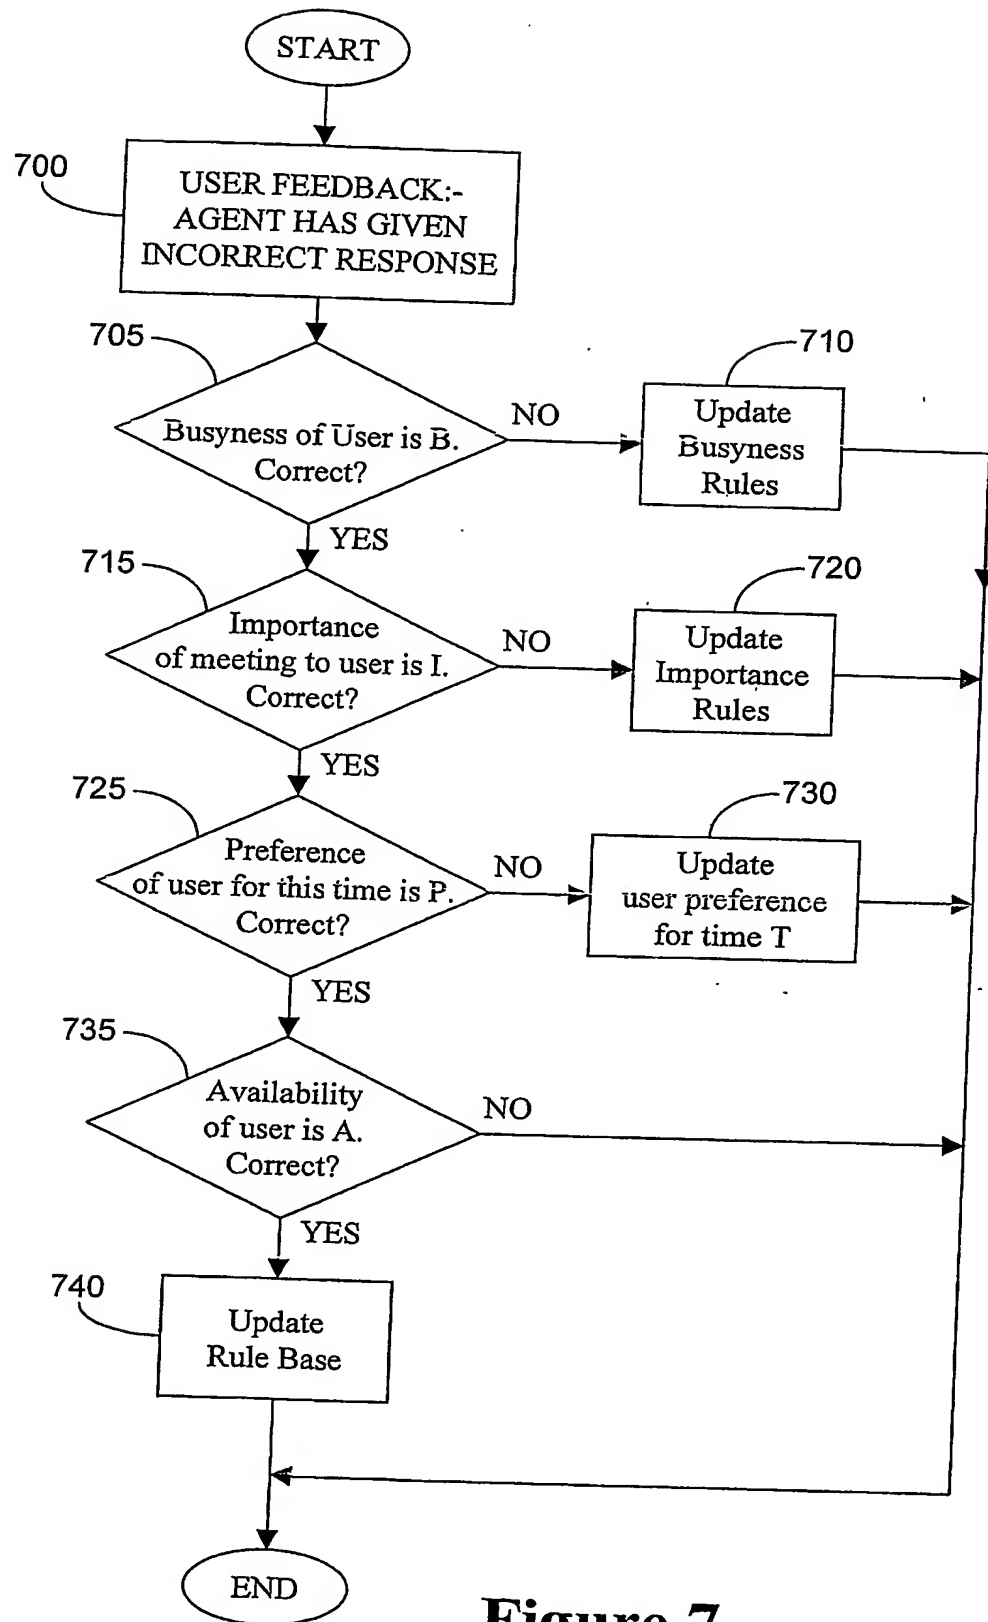 START
700
USER FEEDBACK:-
AGENT HAS GIVEN
INCORRECT RESPONSE
705
Busyness of User is B.
Correct?
NO
710
Update
Busyness
Rules
YES
715
Importance
of meeting to user is I.
Correct?
NO
720
Update
Importance
Rules
YES
725
Preference
of user for this time is P.
Correct?
NO
730
Update
user preference
for time T
YES
735
Availability
of user is A.
Correct?
NO
YES
740
Update
Rule Base
END
Figure 7